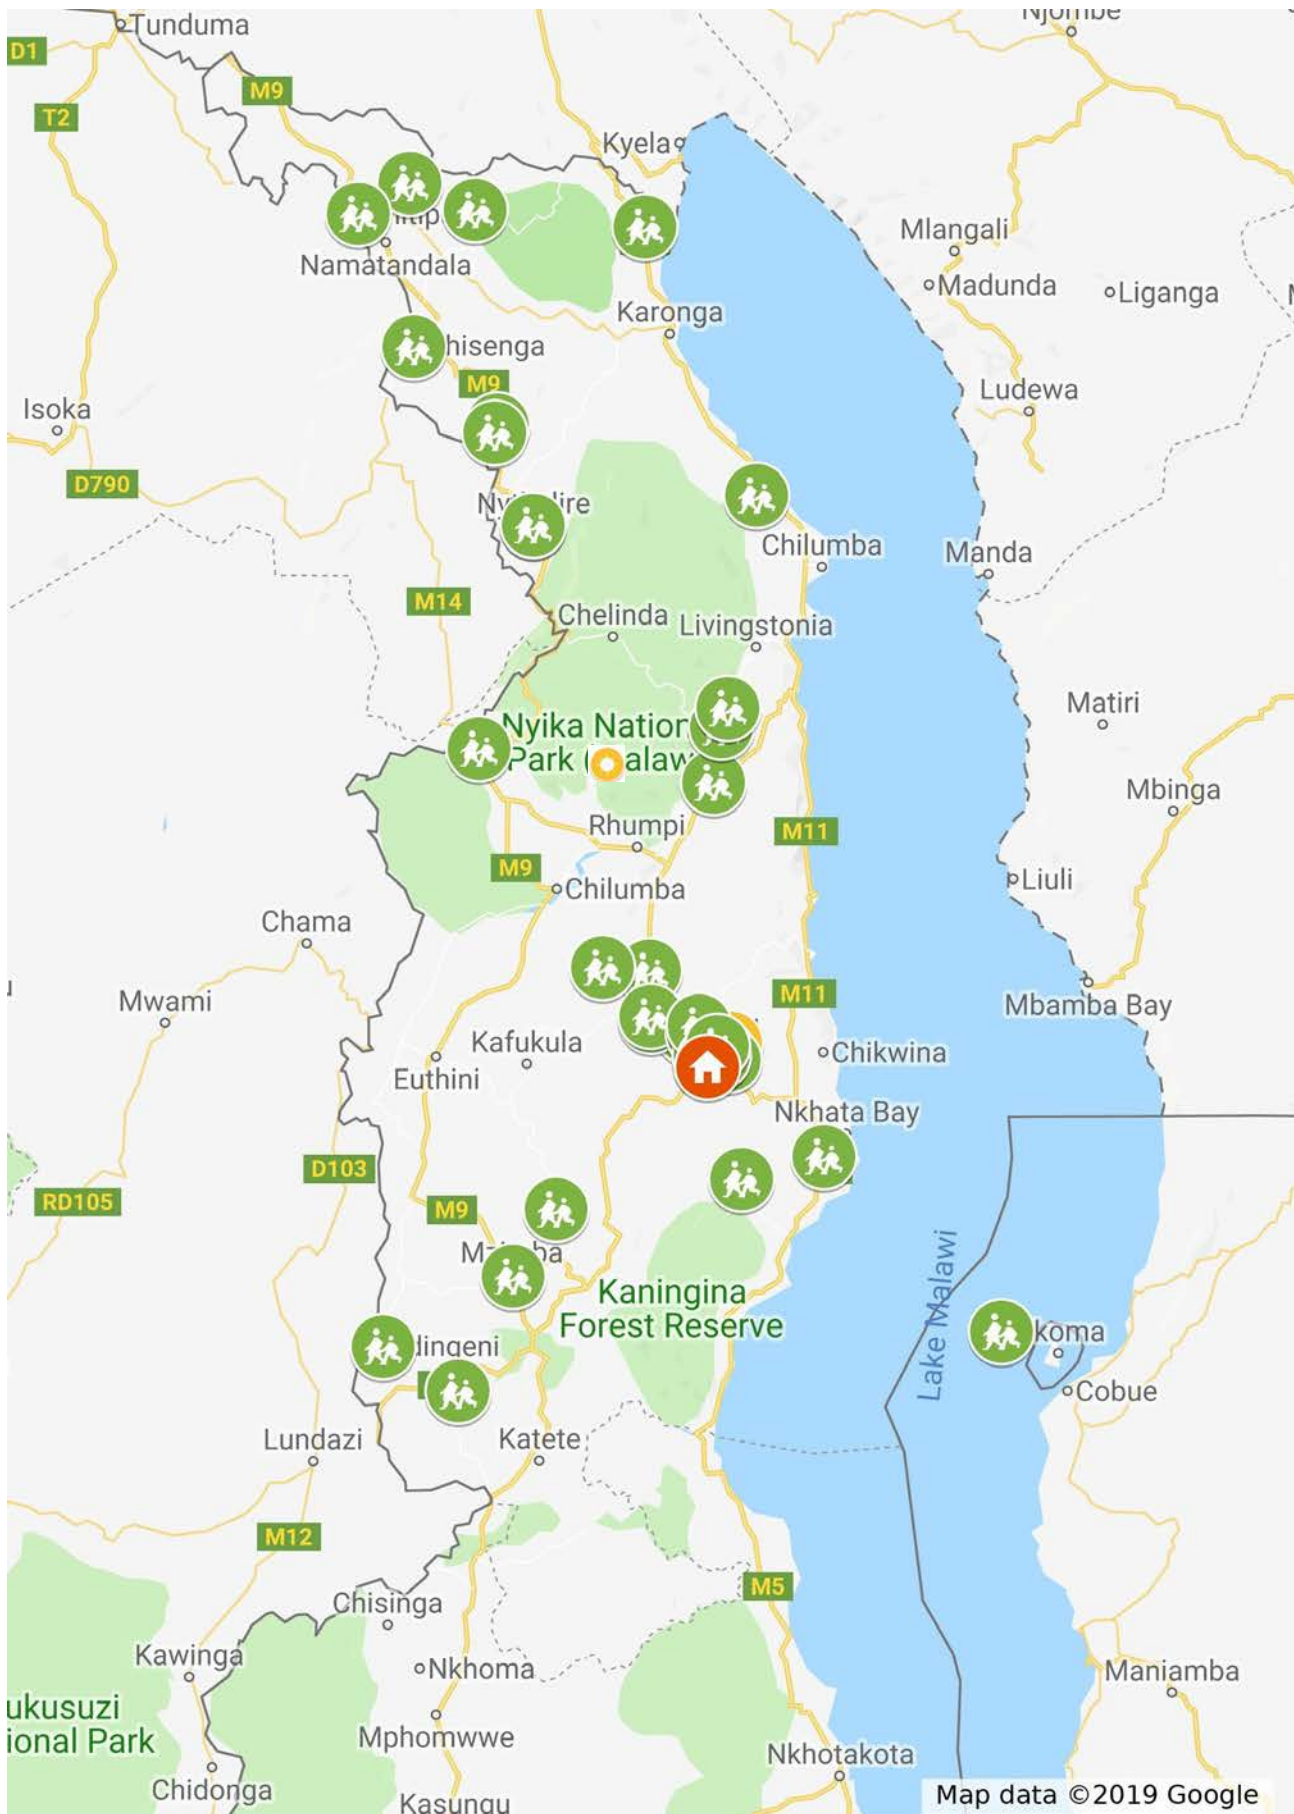 Tunduma
Njombe
D1
M9
T2
Kyela
Mlangali
Namatandala
Madunda
Liganga
Karonga
hisenga
M9
Ludewa
Isoka
D790
Chilumba
Manda
M14
Chelinda
Livingstonia
Matiri
Nyika Nation
Park (
alaw
Mbinga
Rhumpi
M11
M9
Chilumba
Liuli
Chama
Mwami
M11
Mbamba Bay
Kafukula
Chikwina
Euthini
Nkhata Bay
D103
RD105
M9
Kaningina
Forest Reserve
Lake Malawi
koma
dingeni
Cobue
Lundazi
Katete
M12
M5
Chisinga
Kawinga
Nkhoma
Maniamba
ukusuzi
ional Park
Mphomwwe
Nkhotakota
Chidonga
Kasungu
Map data ©2019 Google